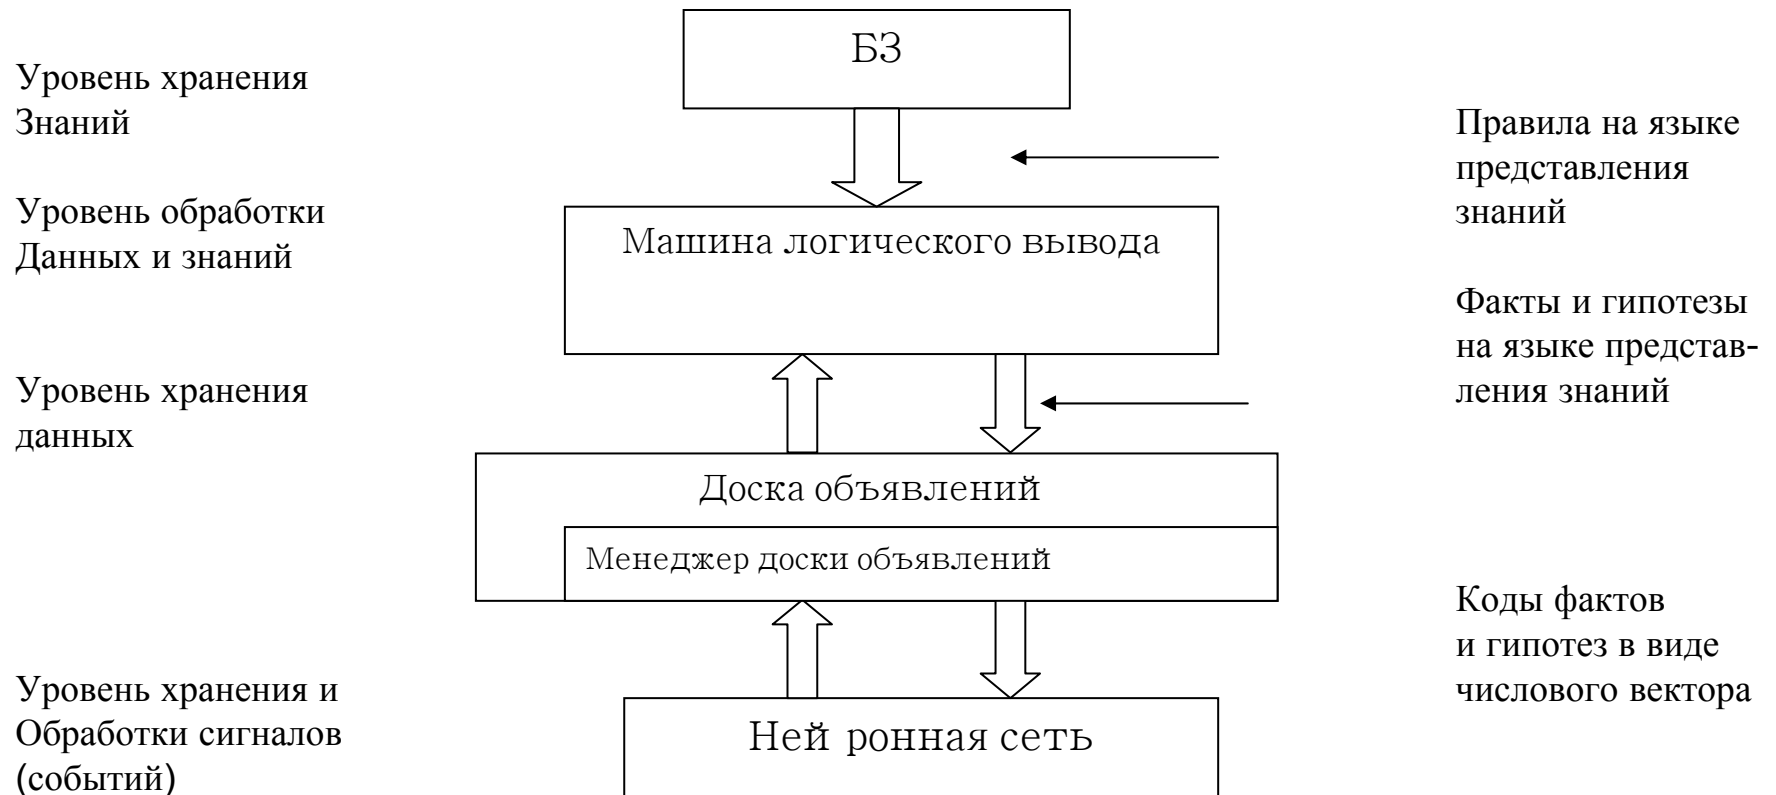 БЗ
Уровень хранения
Знаний
Правила на языке
представления
знаний
Уровень обработки
Данных и знаний
Машина логического вывода
Факты и гипотезы
на языке представ-
ления знаний
Уровень хранения
данных
Доска объявлений
Менеджер доски объявлений
Коды фактов
и гипотез в виде
числового вектора
Уровень хранения и
Обработки сигналов
(событий)
Ней ронная сеть